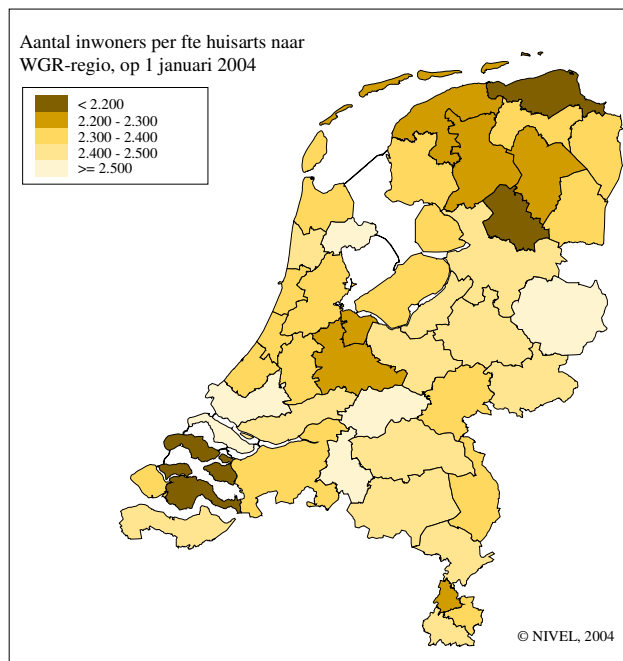 Aantal inwoners per fte huisarts naar
WGR-regio, op 1 januari 2004
< 2.200
2.200 - 2.300
2.300 - 2.400
2.400 - 2.500
>= 2.500
© NIVEL, 2004